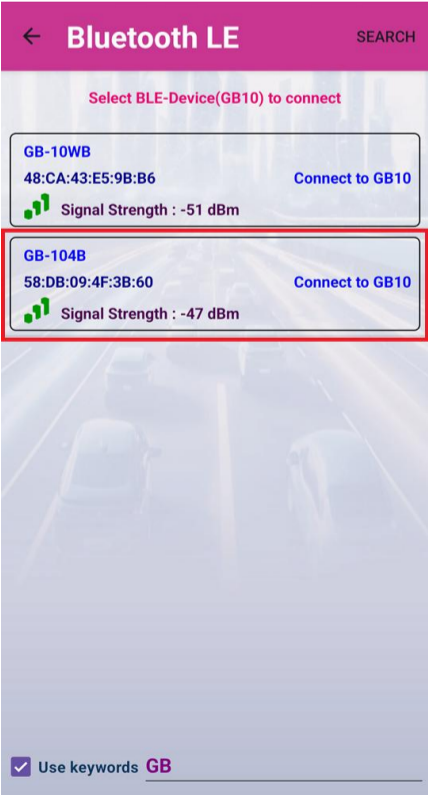 Bluetooth LE SEARCH
Select BLE-Device(GB10) to connect
GB-10WB
48:CA:43:E5:9B:B6 Connect to GB10
Signal Strength : -51 dBm
GB-104B
58:DB:09:4F:3B:60 Connect to GB10
Signal Strength : -47 dBm
Use keywords GB